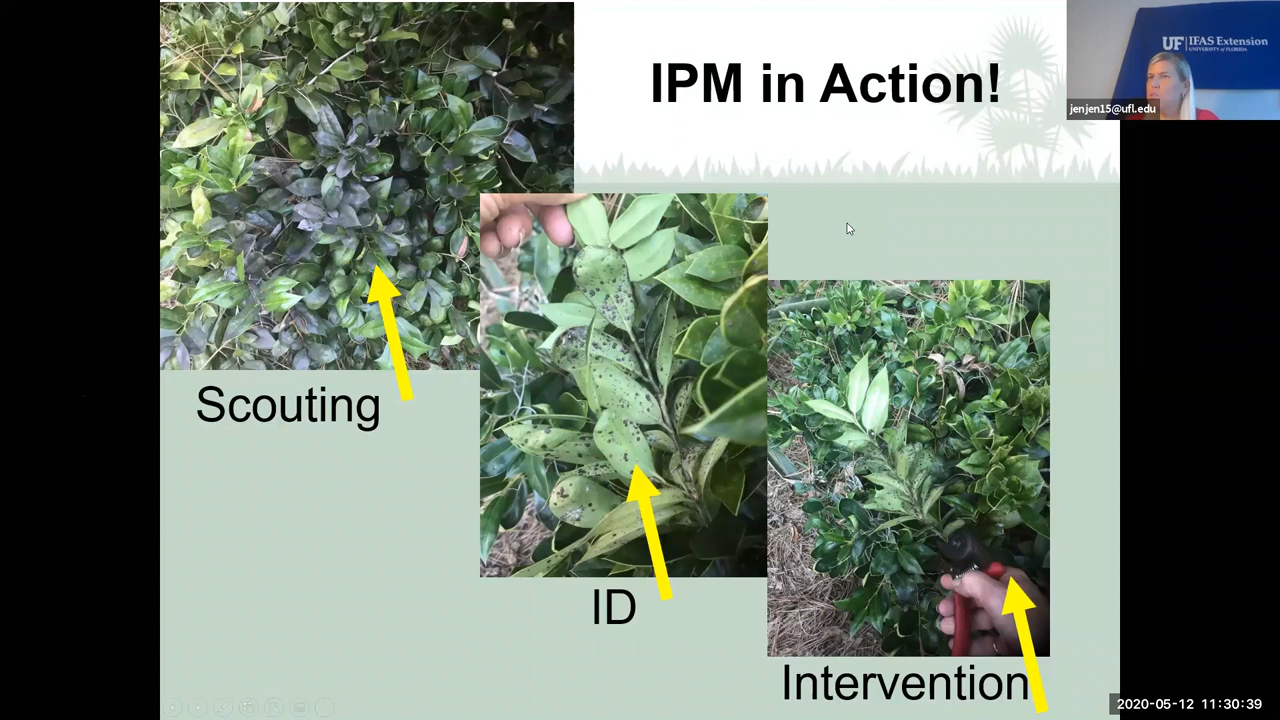 IPM in Action!
UF IFAS Extension
UNIVERSITY of FLORIDA
jenjen15@ufl.edu
Scouting
ID
Intervention
2020-05-12 11:30:39